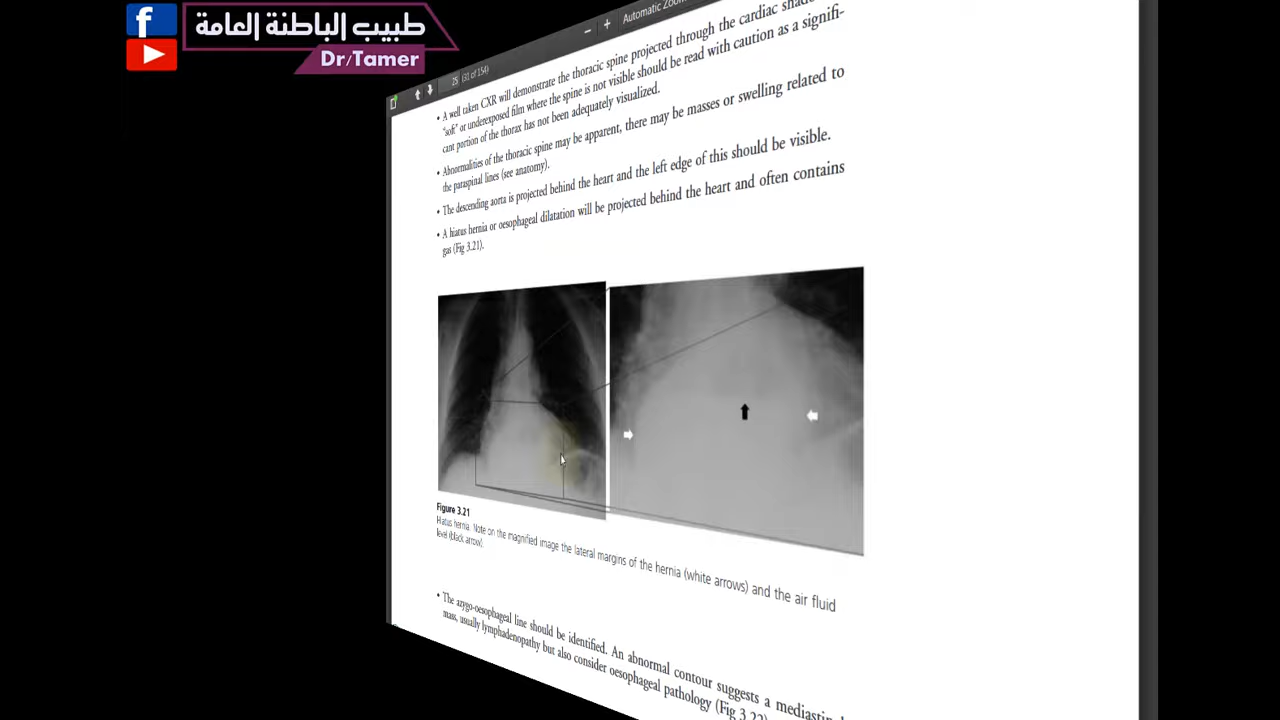 طبيب الباطنة العامة
Dr/Tamer
Automatic Zoom
25 (31 of 154)
• A well taken CXR will demonstrate the thoracic spine projected through the cardiac
"soft" or underexposed film where the spine is not visible should be read with caution as a signifi-
cant portion of the thorax has not been adequately visualized.
• Abnormalities of the thoracic spine may be apparent, there may be masses or swelling related to
the paraspinal lines (see anatomy).
• The descending aorta is projected behind the heart and the left edge of this should be visible.
• A hiatus hernia or oesophageal dilatation will be projected behind the heart and often contains
gas (Fig 3.21).
Figure 3.21
Hiatus hernia. Note on the magnified image the lateral margins of the hernia (white arrows) and the air fluid
level (black arrow).
• The azygo-oesophageal line should be identified. An abnormal contour suggests a
mass, usually lymphadenopathy but also consider oesophageal pathology (Fig 3.22)